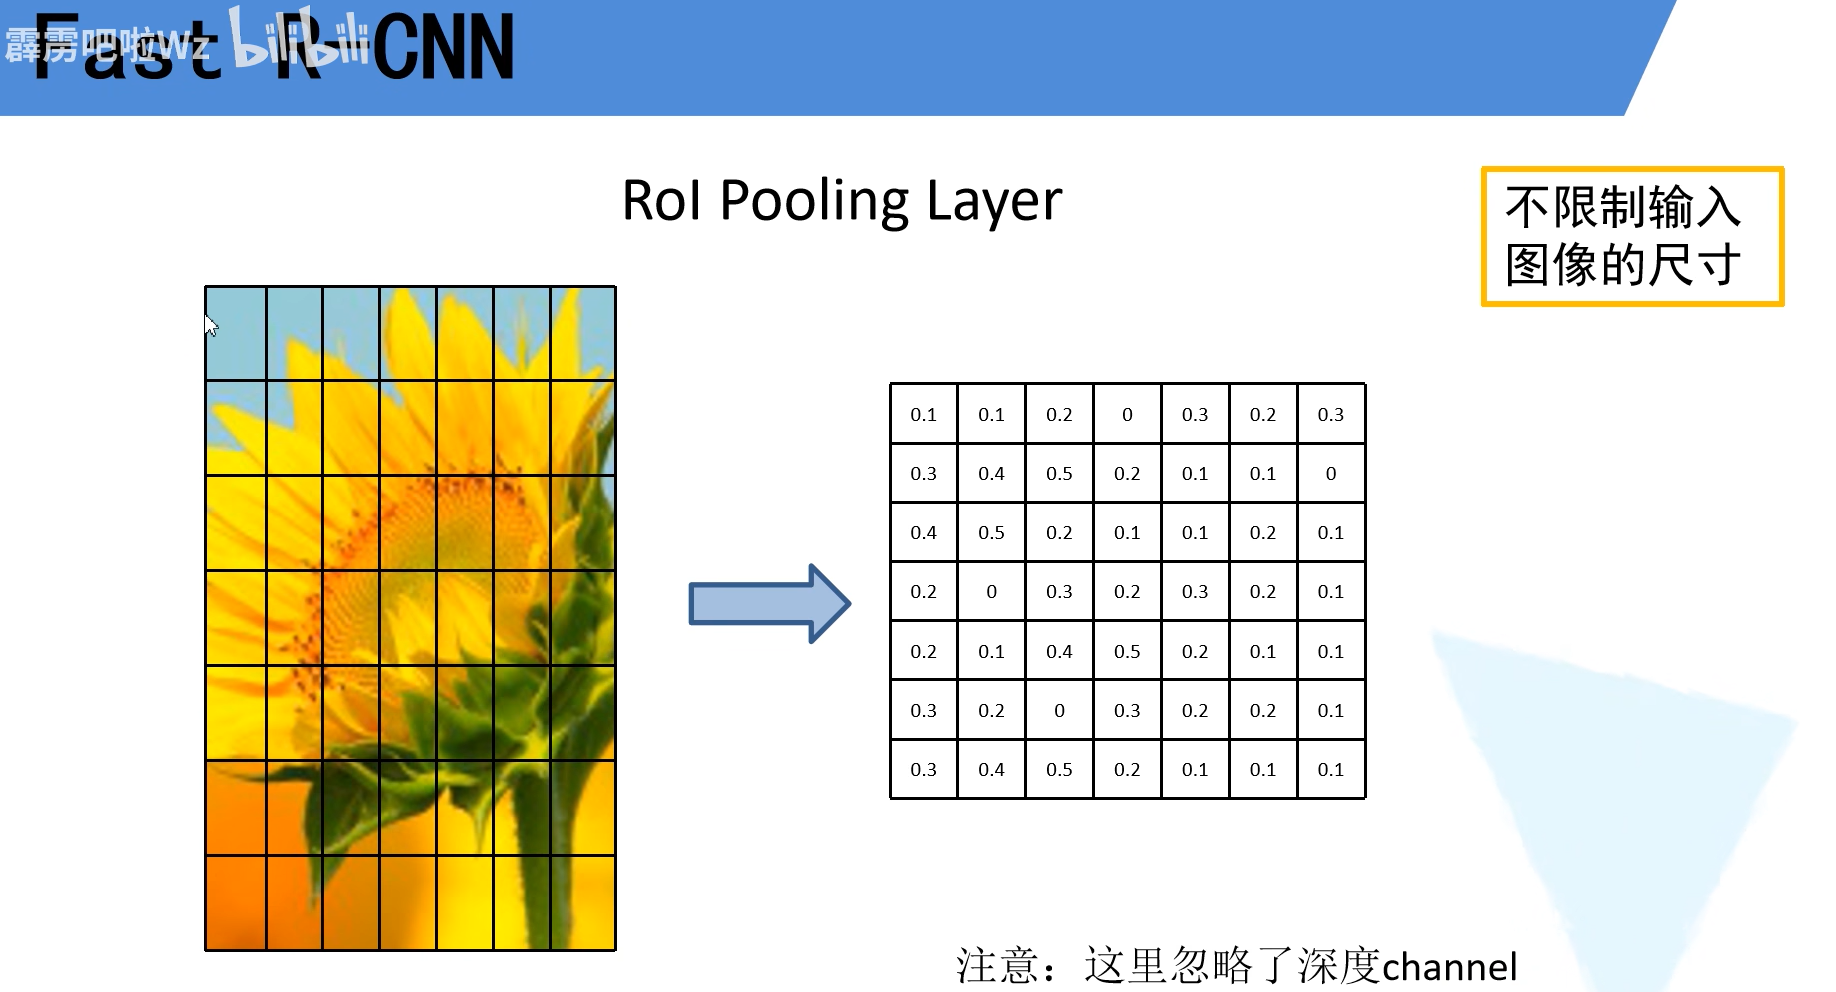 Fast R-CNN
霹雳吧啦Wz bilibili
RoI Pooling Layer
不限制输入
图像的尺寸
0.1 0.1 0.2 0 0.3 0.2 0.3
0.3 0.4 0.5 0.2 0.1 0.1 0
0.4 0.5 0.2 0.1 0.1 0.2 0.1
0.2 0 0.3 0.2 0.3 0.2 0.1
0.2 0.1 0.4 0.5 0.2 0.1 0.1
0.3 0.2 0 0.3 0.2 0.2 0.1
0.3 0.4 0.5 0.2 0.1 0.1 0.1
注意：这里忽略了深度channel